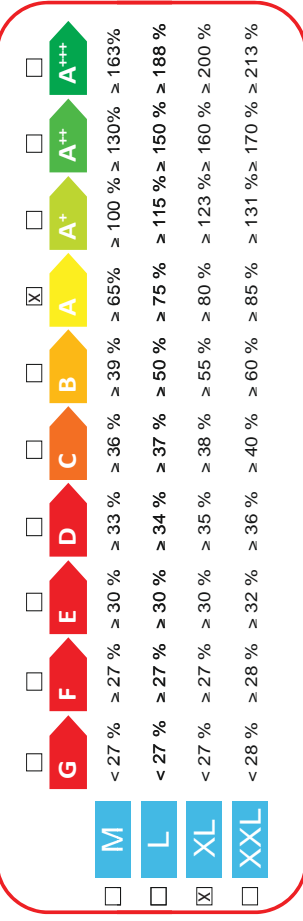 ☐ ☐ ☐ ☐ ☐ ☐ ☒ ☐ ☐ ☐
G F E D C B A A+ A++ A+++
☐ M < 27 % ≥ 27 % ≥ 30 % ≥ 33 % ≥ 36 % ≥ 39 % ≥ 65% ≥ 100 % ≥ 130% ≥ 163%
☐ L < 27 % ≥ 27 % ≥ 30 % ≥ 34 % ≥ 37 % ≥ 50 % ≥ 75 % ≥ 115 % ≥ 150 % ≥ 188 %
☒ XL < 27 % ≥ 27 % ≥ 30 % ≥ 35 % ≥ 38 % ≥ 55 % ≥ 80 % ≥ 123 % ≥ 160 % ≥ 200 %
☐ XXL < 28 % ≥ 28 % ≥ 32 % ≥ 36 % ≥ 40 % ≥ 60 % ≥ 85 % ≥ 131 % ≥ 170 % ≥ 213 %